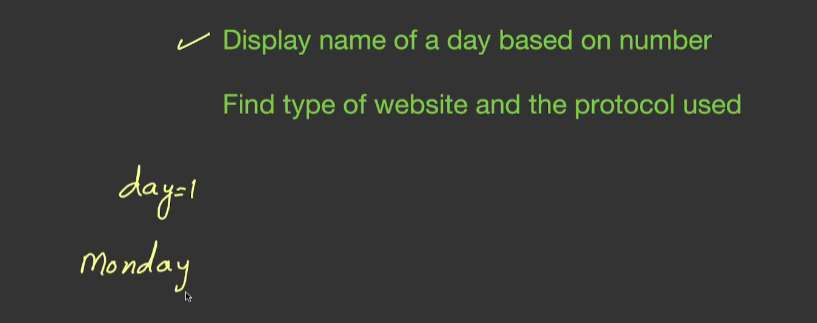 Display name of a day based on number
Find type of website and the protocol used
day=1
Monday